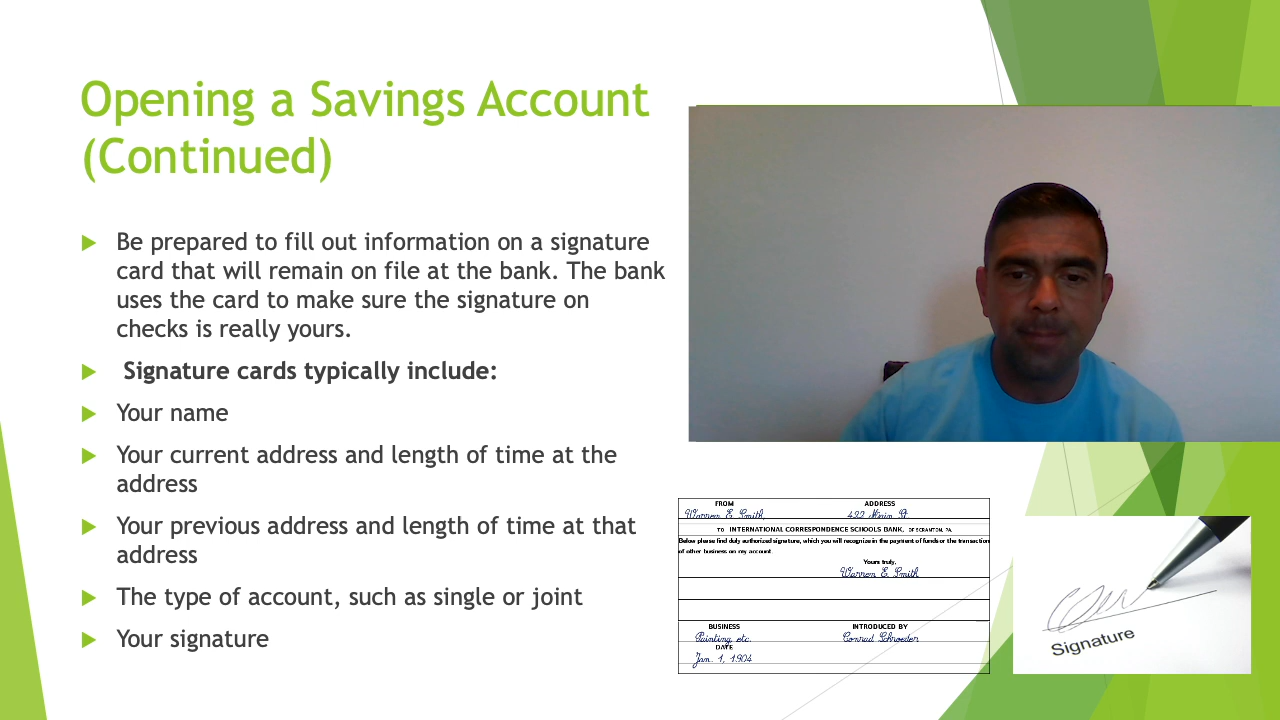 Opening a Savings Account
(Continued)
Be prepared to fill out information on a signature
card that will remain on file at the bank. The bank
uses the card to make sure the signature on
checks is really yours.
Signature cards typically include:
Your name
Your current address and length of time at the
address
Your previous address and length of time at that
address
The type of account, such as single or joint
Your signature
FROM ADDRESS
Warren E. Smith 422 Main St
TO INTERNATIONAL CORRESPONDENCE SCHOOLS BANK, OF SCRANTON, PA.
Below please find duly authorized signature, which you will recognize in the payment of funds or the transaction
of other business on my account.
Yours truly,
Warren E. Smith
BUSINESS INTRODUCED BY
Painting etc. Conrad Schroeder
DATE
Jan. 1, 1904
Signature